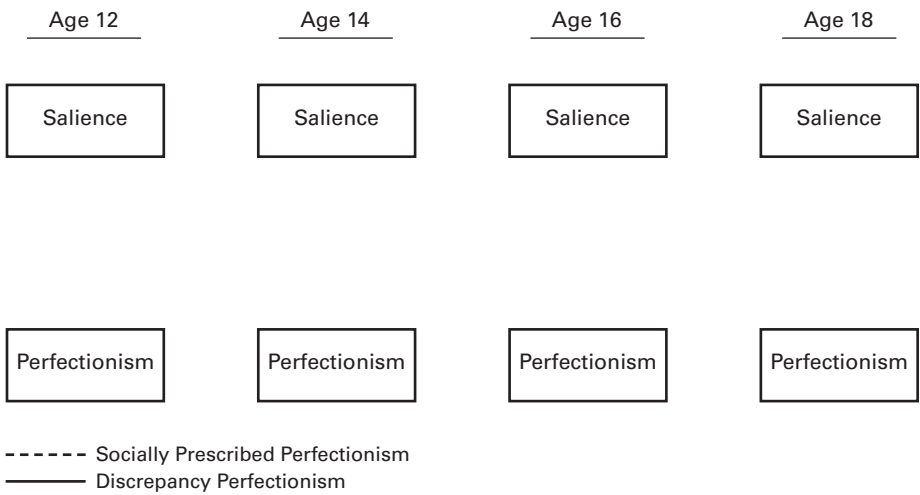 Age 12 Age 14 Age 16 Age 18
Salience Salience Salience Salience
Perfectionism Perfectionism Perfectionism Perfectionism
Socially Prescribed Perfectionism
Discrepancy Perfectionism